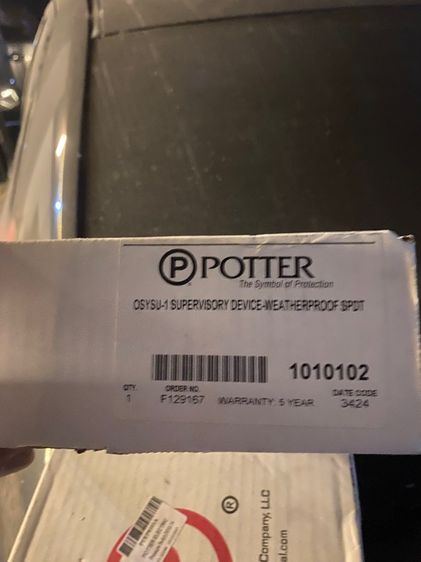 P POTTER
The Symbol of Protection
OSYSU-1 SUPERVISORY DEVICE-WEATHERPROOF SPDT
1010102
QTY. ORDER NO. DATE CODE
1 F129167 WARRANTY: 5 YEAR 3424
®
Company, LLC
al.com